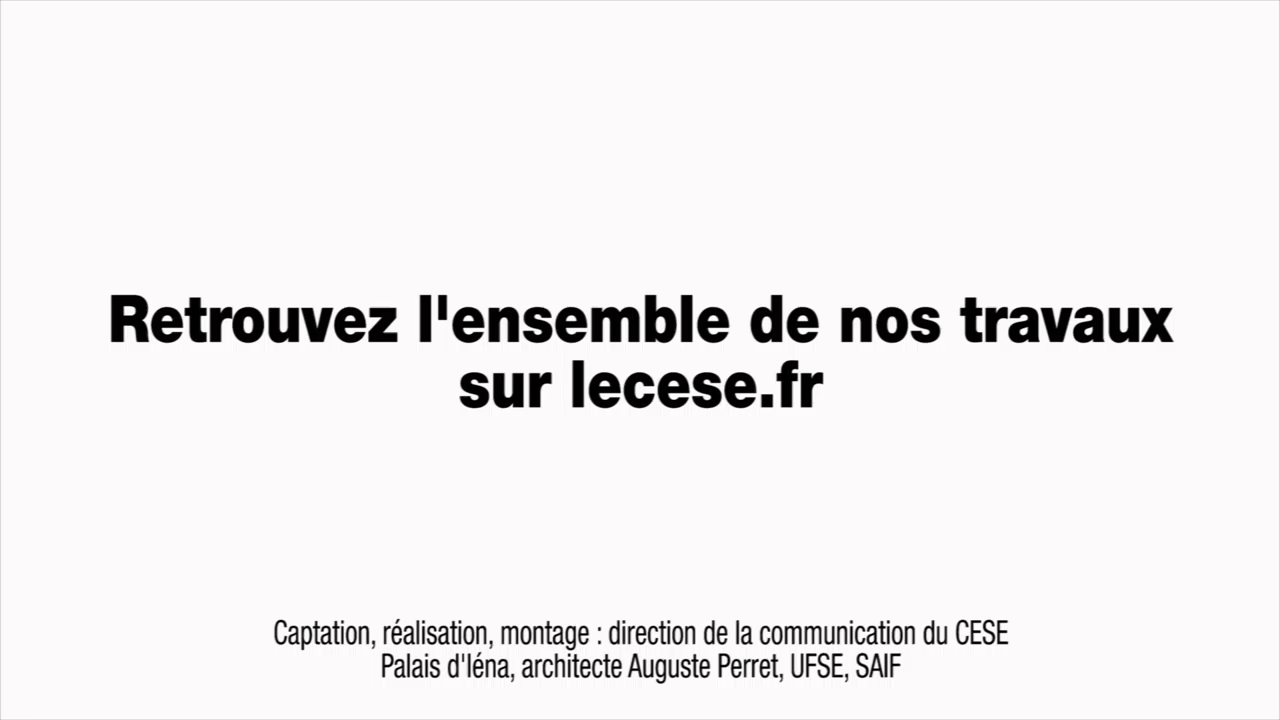 Retrouvez l'ensemble de nos travaux
sur lecese.fr
Captation, réalisation, montage : direction de la communication du CESE
Palais d'Iéna, architecte Auguste Perret, UFSE, SAIF